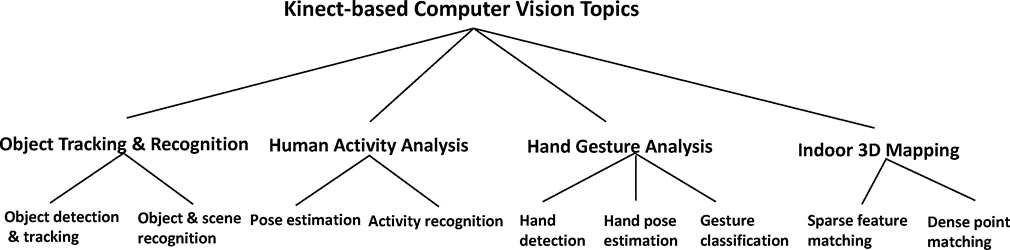 Kinect-based Computer Vision Topics
Object Tracking & Recognition
Human Activity Analysis
Hand Gesture Analysis
Indoor 3D Mapping
Object detection
& tracking
Object & scene
recognition
Pose estimation
Activity recognition
Hand
detection
Hand pose
estimation
Gesture
classification
Sparse feature
matching
Dense point
matching